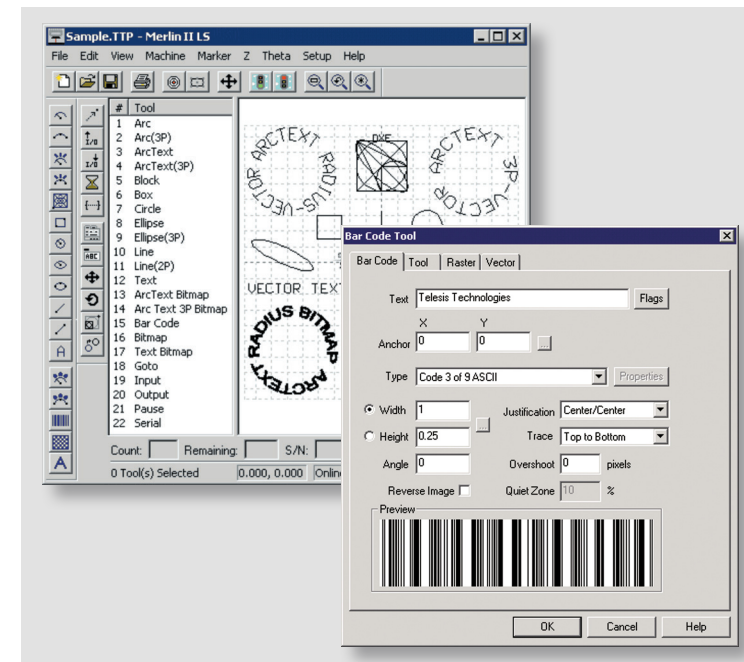 Sample.TTP - Merlin II LS
File Edit View Machine Marker Z Theta Setup Help
# Tool
1 Arc
2 Arc(3P)
3 ArcText
4 ArcText(3P)
5 Block
6 Box
7 Circle
8 Ellipse
9 Ellipse(3P)
10 Line
11 Line(2P)
12 Text
13 ArcText Bitmap
14 Arc Text 3P Bitmap
15 Bar Code
16 Bitmap
17 Text Bitmap
18 Goto
19 Input
20 Output
21 Pause
22 Serial
ARCTEXT RADIUS-VECTOR
DXF
ARCTEXT 3P-VECTOR
VECTOR TEX
ARCTEXT RADIUS BITMAP
Count: Remaining: S/N:
0 Tool(s) Selected 0.000, 0.000 Onlin
Bar Code Tool
Bar Code Tool Raster Vector
Text Telesis Technologies Flags
X Y
Anchor 0 0 ...
Type Code 3 of 9 ASCII Properties
Width 1 Justification Center/Center
Height 0.25 ... Trace Top to Bottom
Angle 0 Overshoot 0 pixels
Reverse Image Quiet Zone 10 %
Preview
OK Cancel Help